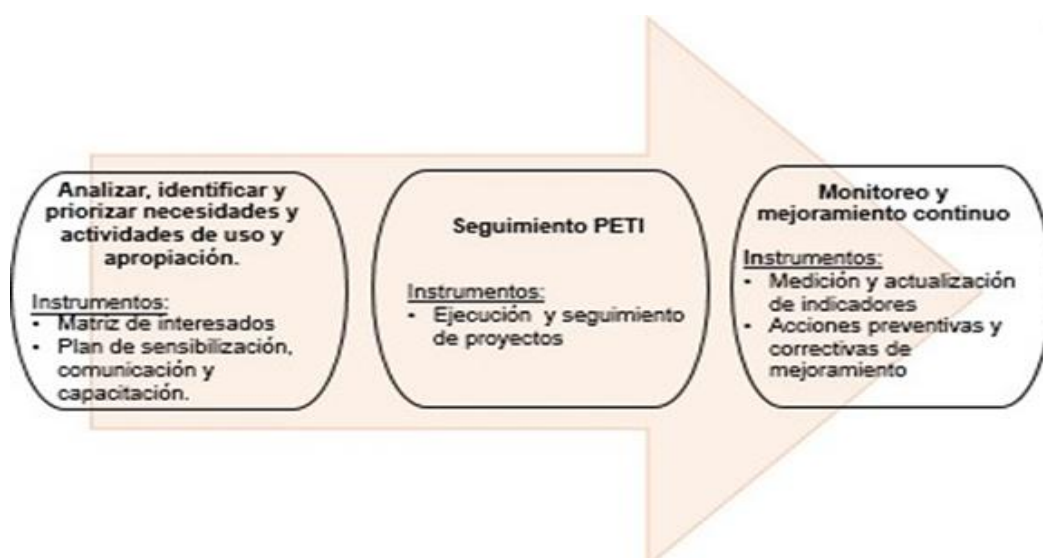 Analizar, identificar y
priorizar necesidades y
actividades de uso y
apropiación.
Instrumentos:
• Matriz de interesados
• Plan de sensibilización,
comunicación y
capacitación.
Seguimiento PETI
Instrumentos:
• Ejecución y seguimiento
de proyectos
Monitoreo y
mejoramiento continuo
Instrumentos:
• Medición y actualización
de indicadores
• Acciones preventivas y
correctivas de
mejoramiento